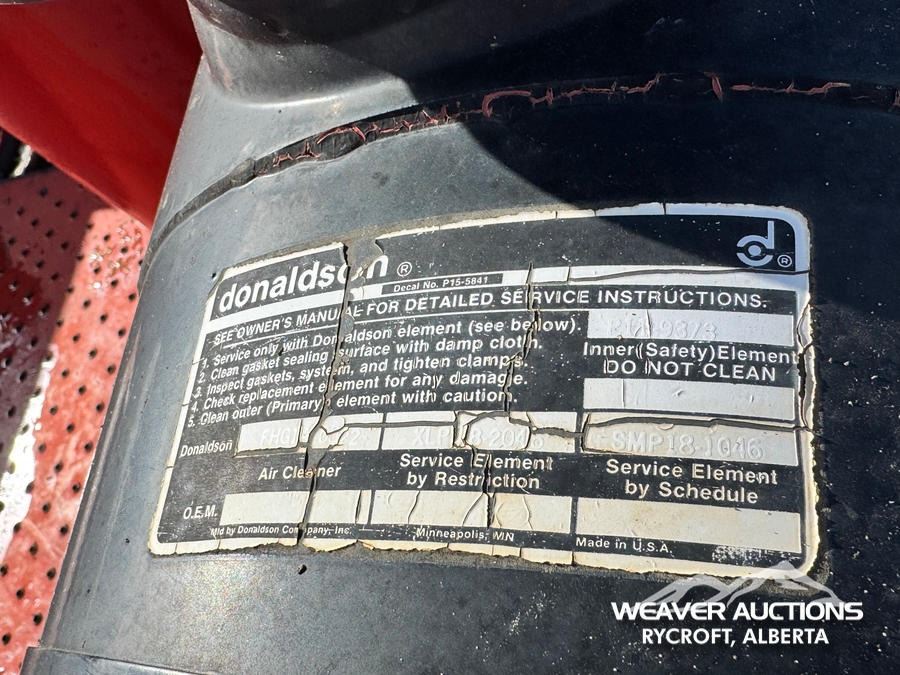 donaldson ®
d ®
Decal No. P15-5841
SEE OWNER'S MANUAL FOR DETAILED SERVICE INSTRUCTIONS.
1. Service only with Donaldson element (see below).
2. Clean gasket sealing surface with damp cloth.
3. Inspect gaskets, system, and tighten clamps.
4. Check replacement element for any damage.
5. Clean outer (Primary) element with caution.
Inner (Safety) Element
DO NOT CLEAN
Donaldson SMP18-1046
Air Cleaner Service Element by Restriction Service Element by Schedule
O.E.M.
Mfd by Donaldson Company, Inc. Minneapolis, MN Made in U.S.A.
WEAVER AUCTIONS
RYCROFT, ALBERTA